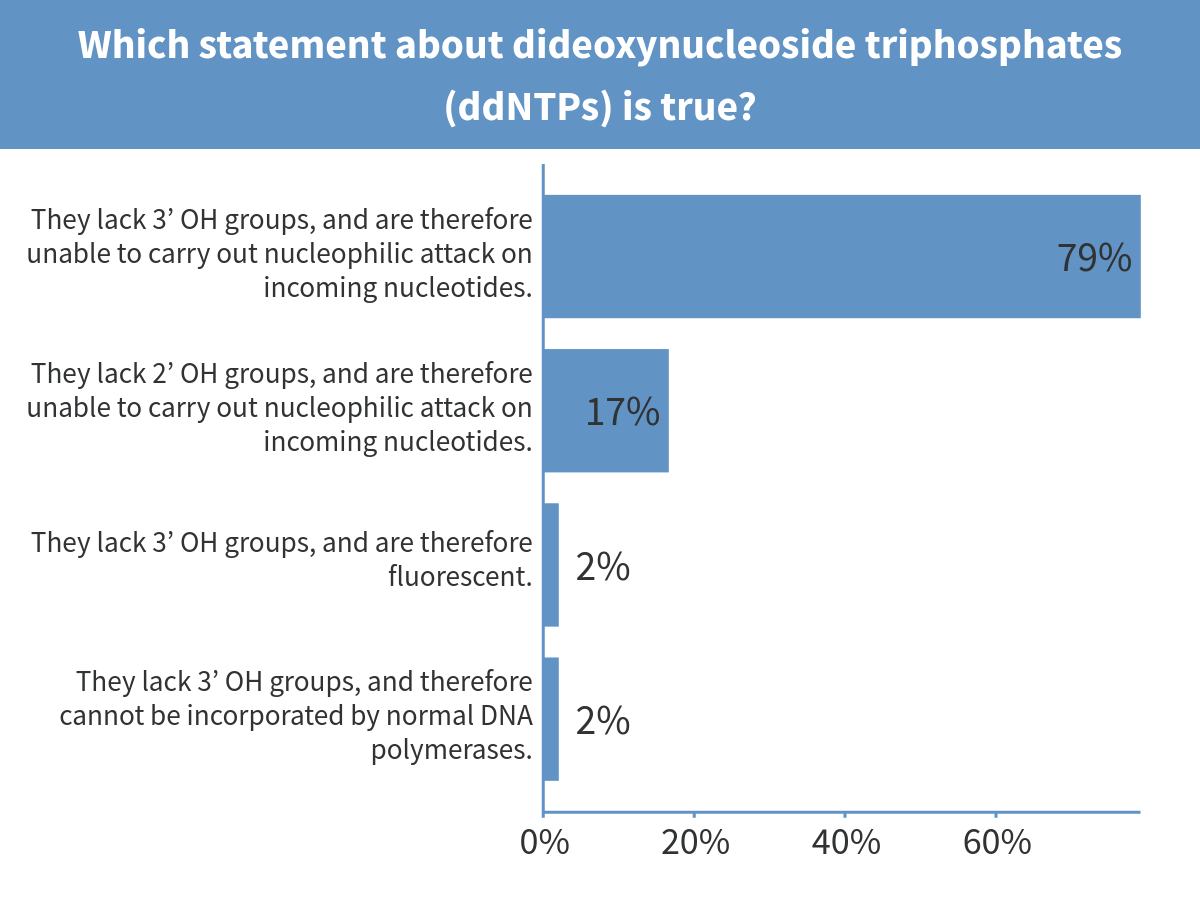 Which statement about dideoxynucleoside triphosphates
(ddNTPs) is true?
They lack 3’ OH groups, and are therefore
unable to carry out nucleophilic attack on
incoming nucleotides.
79%
They lack 2’ OH groups, and are therefore
unable to carry out nucleophilic attack on
incoming nucleotides.
17%
They lack 3’ OH groups, and are therefore
fluorescent.
2%
They lack 3’ OH groups, and therefore
cannot be incorporated by normal DNA
polymerases.
2%
0% 20% 40% 60%